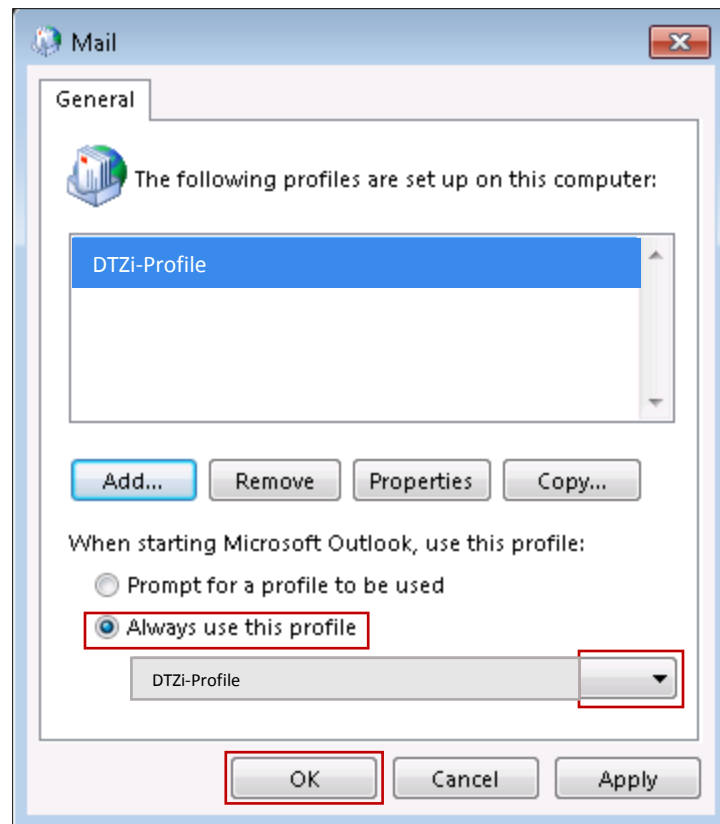 Mail
General
The following profiles are set up on this computer:
DTZi-Profile
Add... Remove Properties Copy...
When starting Microsoft Outlook, use this profile:
Prompt for a profile to be used
Always use this profile
DTZi-Profile
OK Cancel Apply